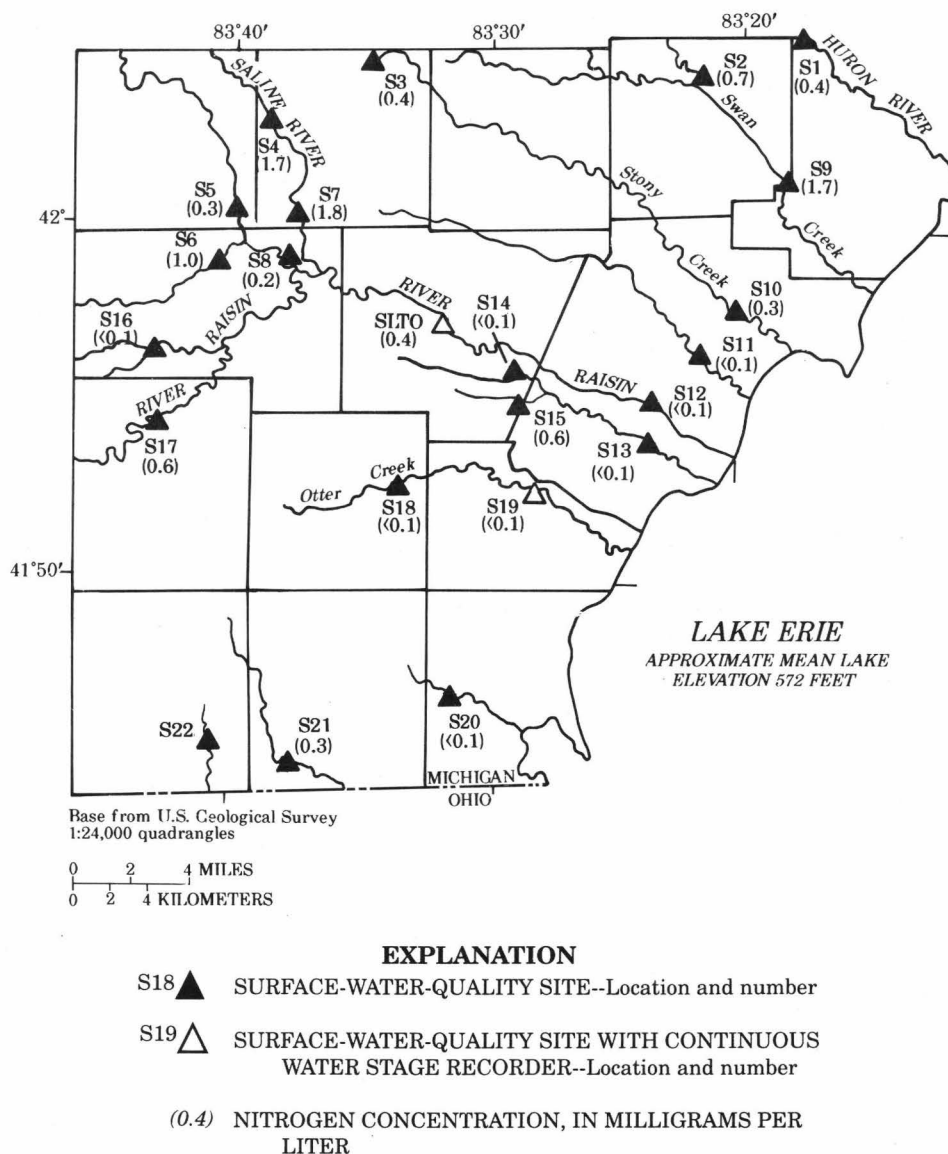 83°40'
83°30'
83°20'
SALINE
RIVER
S3
(0.4)
S2
(0.7)
S1
(0.4)
HURON
RIVER
S4
(1.7)
Swan
Creek
S9
(1.7)
S5
(0.3)
S7
(1.8)
Stony
Creek
42°
S6
(1.0)
S8
(0.2)
RAISIN
RIVER
RIVER
RAISIN
S14
(<0.1)
SLTO
(0.4)
S10
(0.3)
S16
(<0.1)
S11
(<0.1)
S12
(<0.1)
S17
(0.6)
S15
(0.6)
S13
(<0.1)
Otter
Creek
S18
(<0.1)
S19
(<0.1)
41°50'
LAKE ERIE
APPROXIMATE MEAN LAKE
ELEVATION 572 FEET
S22
S21
(0.3)
S20
(<0.1)
MICHIGAN
OHIO
Base from U.S. Geological Survey
1:24,000 quadrangles
0 2 4 MILES
0 2 4 KILOMETERS
EXPLANATION
S18 SURFACE-WATER-QUALITY SITE--Location and number
S19 SURFACE-WATER-QUALITY SITE WITH CONTINUOUS
WATER STAGE RECORDER--Location and number
(0.4) NITROGEN CONCENTRATION, IN MILLIGRAMS PER
LITER